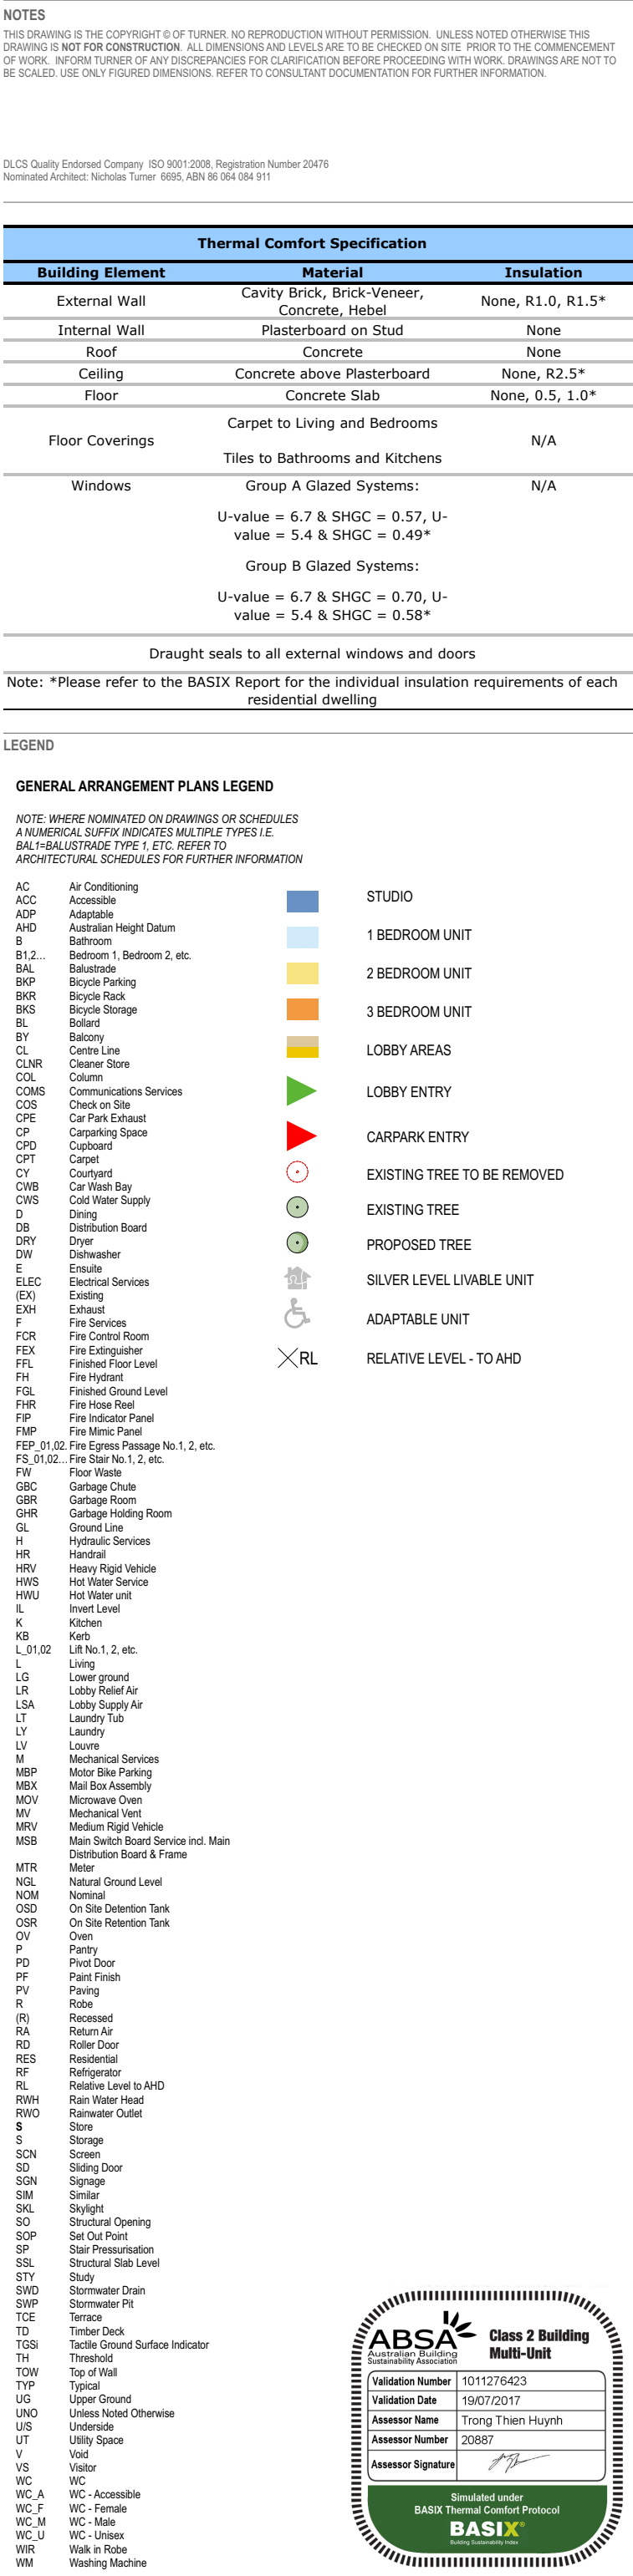 NOTES
THIS DRAWING IS THE COPYRIGHT © OF TURNER. NO REPRODUCTION WITHOUT PERMISSION. UNLESS NOTED OTHERWISE THIS
DRAWING IS NOT FOR CONSTRUCTION. ALL DIMENSIONS AND LEVELS ARE TO BE CHECKED ON SITE PRIOR TO THE COMMENCEMENT
OF WORK. INFORM TURNER OF ANY DISCREPANCIES FOR CLARIFICATION BEFORE PROCEEDING WITH WORK. DRAWINGS ARE NOT TO
BE SCALED. USE ONLY FIGURED DIMENSIONS. REFER TO CONSULTANT DOCUMENTATION FOR FURTHER INFORMATION.
DLCS Quality Endorsed Company ISO 9001:2008, Registration Number 20476
Nominated Architect: Nicholas Turner 6695, ABN 86 064 084 911
Thermal Comfort Specification
Building Element Material Insulation
External Wall Cavity Brick, Brick-Veneer, Concrete, Hebel None, R1.0, R1.5*
Internal Wall Plasterboard on Stud None
Roof Concrete None
Ceiling Concrete above Plasterboard None, R2.5*
Floor Concrete Slab None, 0.5, 1.0*
Floor Coverings Carpet to Living and Bedrooms N/A
Tiles to Bathrooms and Kitchens
Windows Group A Glazed Systems: N/A
U-value = 6.7 & SHGC = 0.57, U-
value = 5.4 & SHGC = 0.49*
Group B Glazed Systems:
U-value = 6.7 & SHGC = 0.70, U-
value = 5.4 & SHGC = 0.58*
Draught seals to all external windows and doors
Note: *Please refer to the BASIX Report for the individual insulation requirements of each
residential dwelling
LEGEND
GENERAL ARRANGEMENT PLANS LEGEND
NOTE: WHERE NOMINATED ON DRAWINGS OR SCHEDULES
A NUMERICAL SUFFIX INDICATES MULTIPLE TYPES I.E.
BAL1=BALUSTRADE TYPE 1, ETC. REFER TO
ARCHITECTURAL SCHEDULES FOR FURTHER INFORMATION
AC Air Conditioning
ACC Accessible
ADP Adaptable
AHD Australian Height Datum
B Bathroom
B1,2... Bedroom 1, Bedroom 2, etc.
BAL Balustrade
BKP Bicycle Parking
BKR Bicycle Rack
BKS Bicycle Storage
BL Bollard
BY Balcony
CL Centre Line
CLNR Cleaner Store
COL Column
COMS Communications Services
COS Check on Site
CPE Car Park Exhaust
CP Carparking Space
CPD Cupboard
CPT Carpet
CY Courtyard
CWB Car Wash Bay
CWS Cold Water Supply
D Dining
DB Distribution Board
DRY Dryer
DW Dishwasher
E Ensuite
ELEC Electrical Services
(EX) Existing
EXH Exhaust
F Fire Services
FCR Fire Control Room
FEX Fire Extinguisher
FFL Finished Floor Level
FH Fire Hydrant
FGL Finished Ground Level
FHR Fire Hose Reel
FIP Fire Indicator Panel
FMP Fire Mimic Panel
FEP_01,02. Fire Egress Passage No.1, 2, etc.
FS_01,02... Fire Stair No.1, 2, etc.
FW Floor Waste
GBC Garbage Chute
GBR Garbage Room
GHR Garbage Holding Room
GL Ground Line
H Hydraulic Services
HR Handrail
HRV Heavy Rigid Vehicle
HWS Hot Water Service
HWU Hot Water unit
IL Invert Level
K Kitchen
KB Kerb
L_01,02 Lift No.1, 2, etc.
L Living
LG Lower ground
LR Lobby Relief Air
LSA Lobby Supply Air
LT Laundry Tub
LY Laundry
LV Louvre
M Mechanical Services
MBP Motor Bike Parking
MBX Mail Box Assembly
MOV Microwave Oven
MV Mechanical Vent
MRV Medium Rigid Vehicle
MSB Main Switch Board Service incl. Main
Distribution Board & Frame
MTR Meter
NGL Natural Ground Level
NOM Nominal
OSD On Site Detention Tank
OSR On Site Retention Tank
OV Oven
P Pantry
PD Pivot Door
PF Paint Finish
PV Paving
R Robe
(R) Recessed
RA Return Air
RD Roller Door
RES Residential
RF Refrigerator
RL Relative Level to AHD
RWH Rain Water Head
RWO Rainwater Outlet
S Store
S Storage
SCN Screen
SD Sliding Door
SGN Signage
SIM Similar
SKL Skylight
SO Structural Opening
SOP Set Out Point
SP Stair Pressurisation
SSL Structural Slab Level
STY Study
SWD Stormwater Drain
SWP Stormwater Pit
TCE Terrace
TD Timber Deck
TGSi Tactile Ground Surface Indicator
TH Threshold
TOW Top of Wall
TYP Typical
UG Upper Ground
UNO Unless Noted Otherwise
U/S Underside
UT Utility Space
V Void
VS Visitor
WC WC
WC_A WC - Accessible
WC_F WC - Female
WC_M WC - Male
WC_U WC - Unisex
WIR Walk in Robe
WM Washing Machine
STUDIO
1 BEDROOM UNIT
2 BEDROOM UNIT
3 BEDROOM UNIT
LOBBY AREAS
LOBBY ENTRY
CARPARK ENTRY
EXISTING TREE TO BE REMOVED
EXISTING TREE
PROPOSED TREE
SILVER LEVEL LIVABLE UNIT
ADAPTABLE UNIT
RL RELATIVE LEVEL - TO AHD
ABSA
Australian Building
Sustainability Association
Class 2 Building
Multi-Unit
Validation Number 1011276423
Validation Date 19/07/2017
Assessor Name Trong Thien Huynh
Assessor Number 20887
Assessor Signature
Simulated under
BASIX Thermal Comfort Protocol
BASIX®
Building Sustainability Index